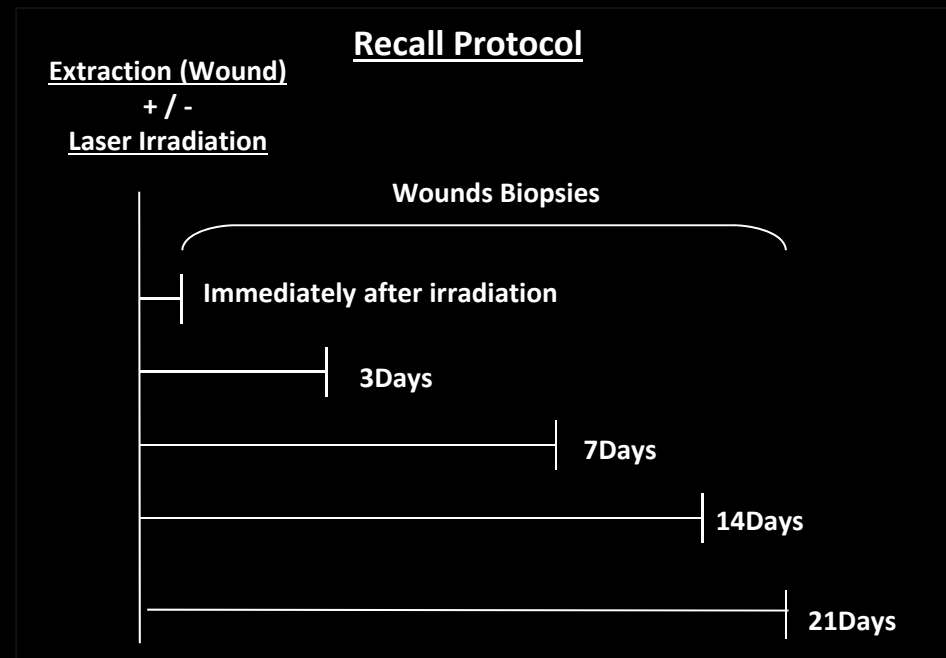 Recall Protocol
Extraction (Wound)
+ / -
Laser Irradiation
Wounds Biopsies
Immediately after irradiation
3Days
7Days
14Days
21Days